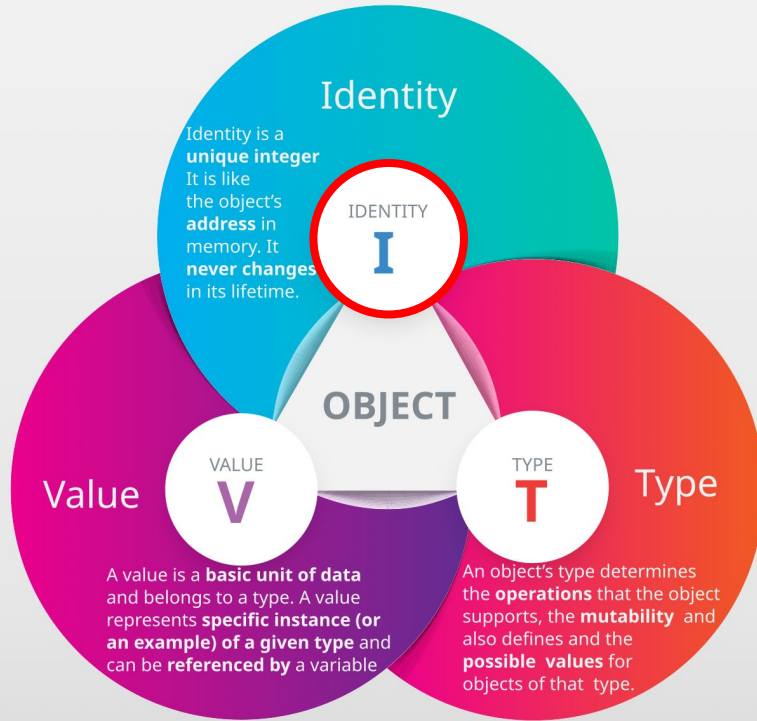 Identity
Identity is a
unique integer
It is like
the object's
address in
memory. It
never changes
in its lifetime.
IDENTITY
I
OBJECT
Value
VALUE
V
A value is a basic unit of data
and belongs to a type. A value
represents specific instance (or
an example) of a given type and
can be referenced by a variable
TYPE
T
Type
An object's type determines
the operations that the object
supports, the mutability and
also defines and the
possible values for
objects of that type.